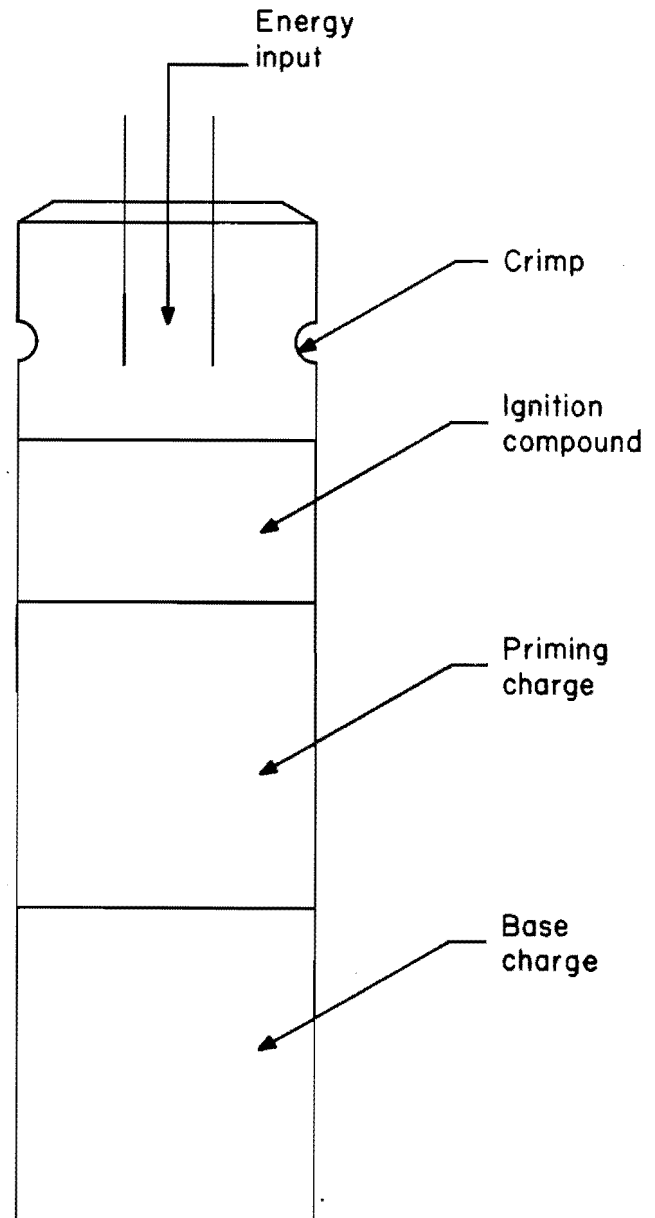 Energy
input
Crimp
Ignition
compound
Priming
charge
Base
charge